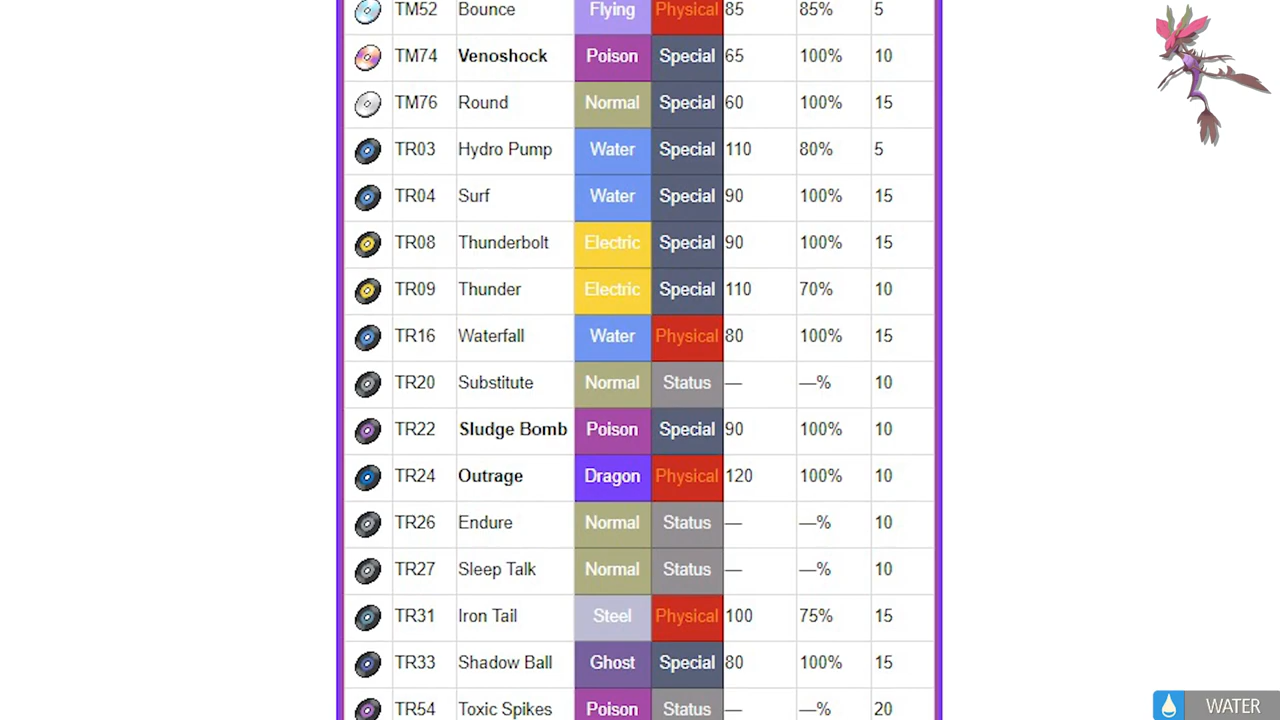 TM52 Bounce Flying Physical 85 85% 5
TM74 Venoshock Poison Special 65 100% 10
TM76 Round Normal Special 60 100% 15
TR03 Hydro Pump Water Special 110 80% 5
TR04 Surf Water Special 90 100% 15
TR08 Thunderbolt Electric Special 90 100% 15
TR09 Thunder Electric Special 110 70% 10
TR16 Waterfall Water Physical 80 100% 15
TR20 Substitute Normal Status — —% 10
TR22 Sludge Bomb Poison Special 90 100% 10
TR24 Outrage Dragon Physical 120 100% 10
TR26 Endure Normal Status — —% 10
TR27 Sleep Talk Normal Status — —% 10
TR31 Iron Tail Steel Physical 100 75% 15
TR33 Shadow Ball Ghost Special 80 100% 15
TR54 Toxic Spikes Poison Status — —% 20
WATER